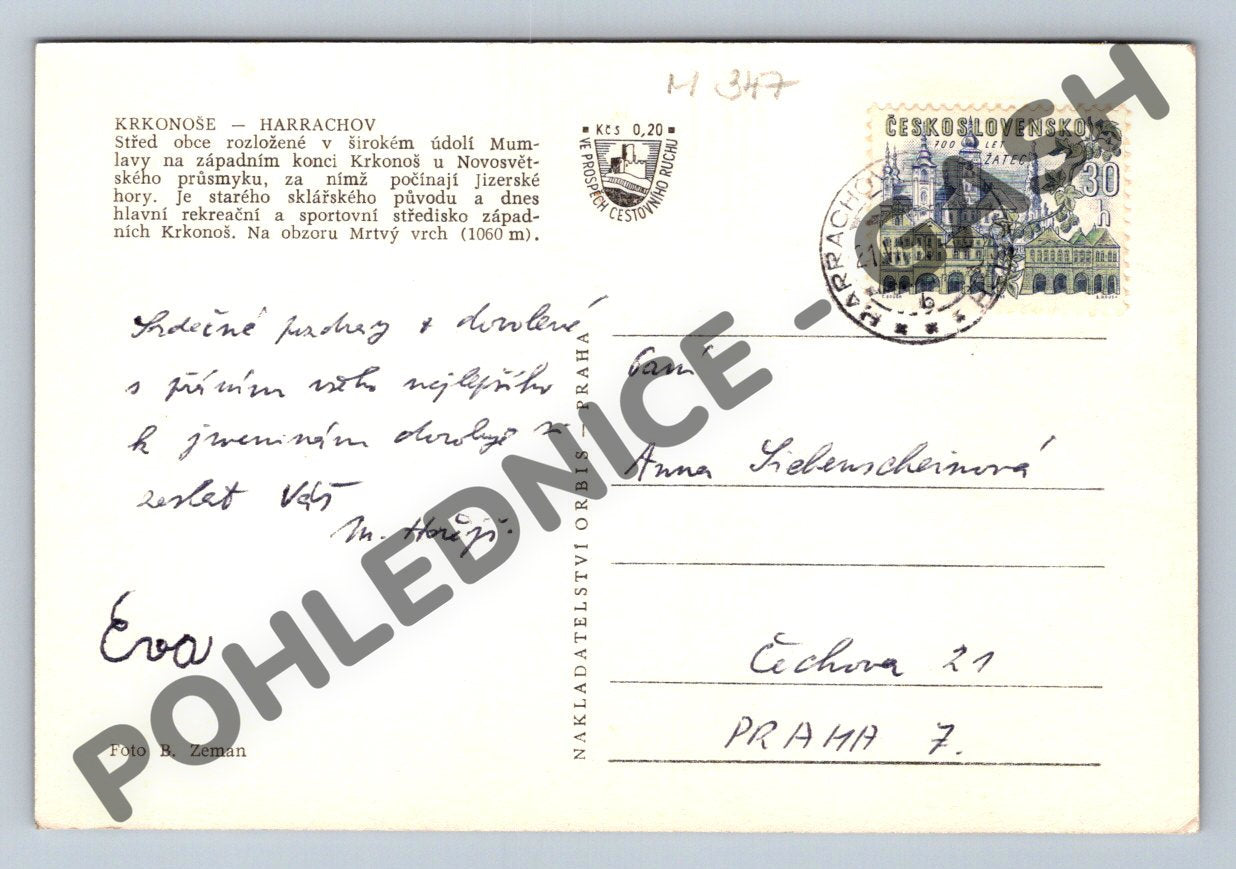 M 347
KRKONOŠE — HARRACHOV
Střed obce rozložené v širokém údolí Mum-
lavy na západním konci Krkonoš u Novosvět-
ského průsmyku, za nímž počínají Jizerské
hory. Je starého sklářského původu a dnes
hlavní rekreační a sportovní středisko západ-
ních Krkonoš. Na obzoru Mrtvý vrch (1060 m).
Kčs 0,20
VE PROSPĚCH CESTOVNÍHO RUCHU
ČESKOSLOVENSKO
700 LET
ŽATEC
30
h
HARRACHOV
b
Srdečné pozdravy z dovolené
s přáním všeho nejlepšího
k jmeninám dovoluje si
zaslat Váš
M. Hořejš.
Eva
Foto B. Zeman
NAKLADATELSTVÍ ORBIS — PRAHA
Paní
Anna Siebenscheinová
Čechova 21
PRAHA 7.
POHLEDNICE - CASH